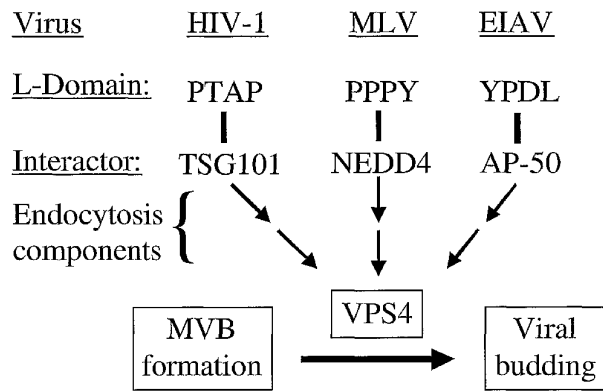 Virus HIV-1 MLV EIAV
L-Domain: PTAP PPPY YPDL
Interactor: TSG101 NEDD4 AP-50
Endocytosis
components
VPS4
MVB
formation
Viral
budding